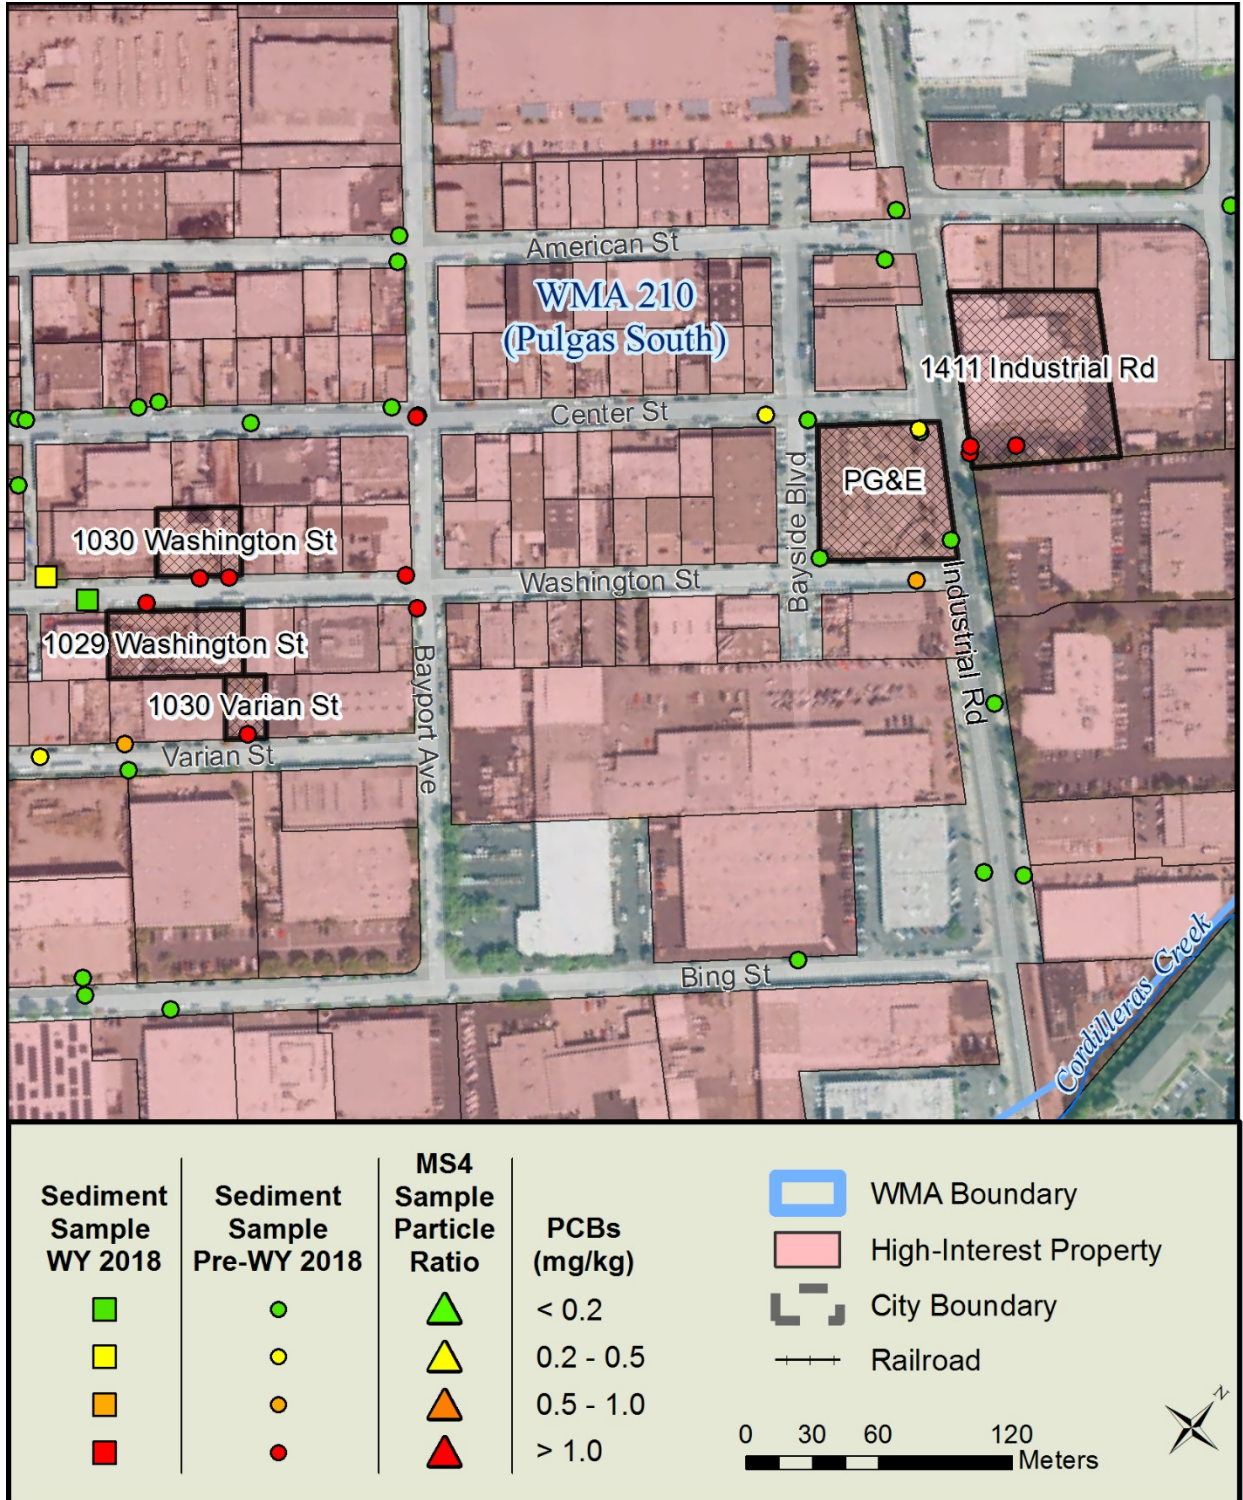 American St
WMA 210
(Pulgas South)
1411 Industrial Rd
Center St
Bayside Blvd
PG&E
1030 Washington St
Washington St
Industrial Rd
1029 Washington St
Bayport Ave
1030 Varian St
Varian St
Bing St
Cordilleras Creek
Sediment
Sample
WY 2018
Sediment
Sample
Pre-WY 2018
MS4
Sample
Particle
Ratio
PCBs
(mg/kg)
< 0.2
0.2 - 0.5
0.5 - 1.0
> 1.0
WMA Boundary
High-Interest Property
City Boundary
Railroad
N
0 30 60 120
Meters